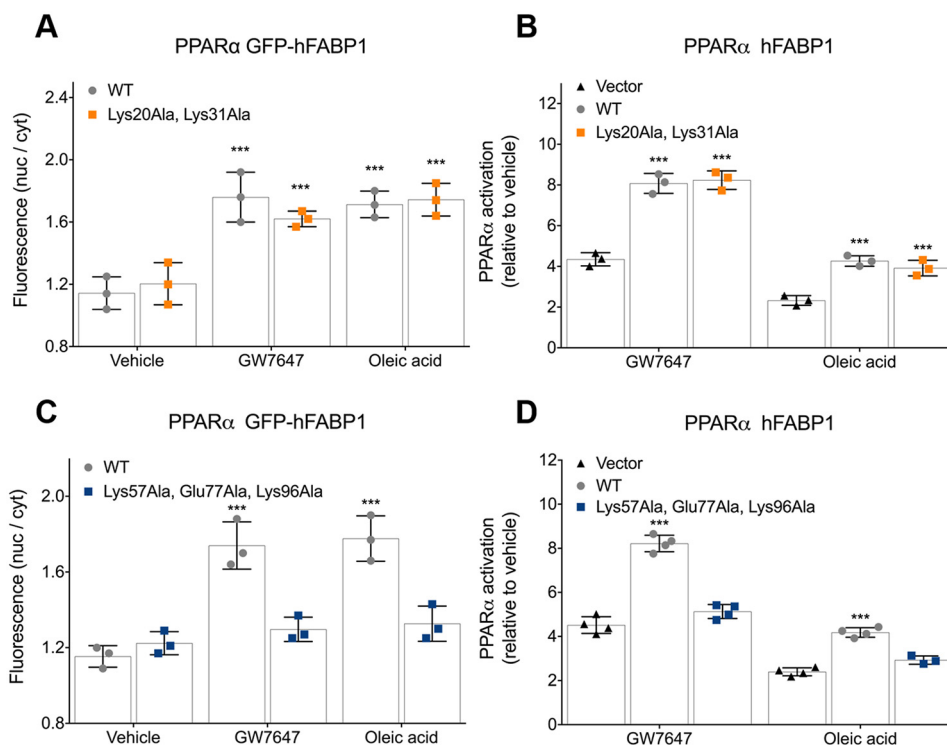 A
PPARα GFP-hFABP1
Fluorescence (nuc / cyt)
2.4
2.0
1.6
1.2
0.8
WT
Lys20Ala, Lys31Ala
***
***
***
***
Vehicle
GW7647
Oleic acid
B
PPARα hFABP1
PPARα activation
(relative to vehicle)
12
10
8
6
4
2
0
Vector
WT
Lys20Ala, Lys31Ala
***
***
***
***
GW7647
Oleic acid
C
PPARα GFP-hFABP1
Fluorescence (nuc / cyt)
2.0
1.6
1.2
0.8
WT
Lys57Ala, Glu77Ala, Lys96Ala
***
***
Vehicle
GW7647
Oleic acid
D
PPARα hFABP1
PPARα activation
(relative to vehicle)
12
10
8
6
4
2
0
Vector
WT
Lys57Ala, Glu77Ala, Lys96Ala
***
***
GW7647
Oleic acid